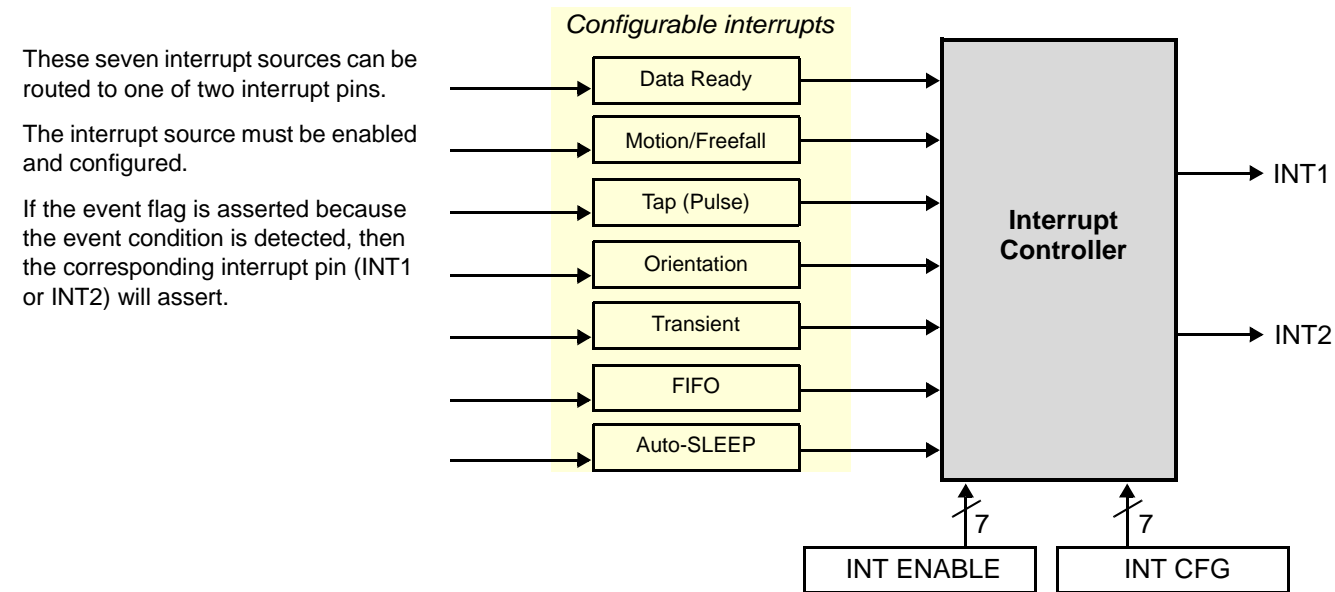 Configurable interrupts
These seven interrupt sources can be
routed to one of two interrupt pins.
The interrupt source must be enabled
and configured.
If the event flag is asserted because
the event condition is detected, then
the corresponding interrupt pin (INT1
or INT2) will assert.
Data Ready
Motion/Freefall
Tap (Pulse)
Orientation
Transient
FIFO
Auto-SLEEP
Interrupt
Controller
INT1
INT2
7
7
INT ENABLE
INT CFG